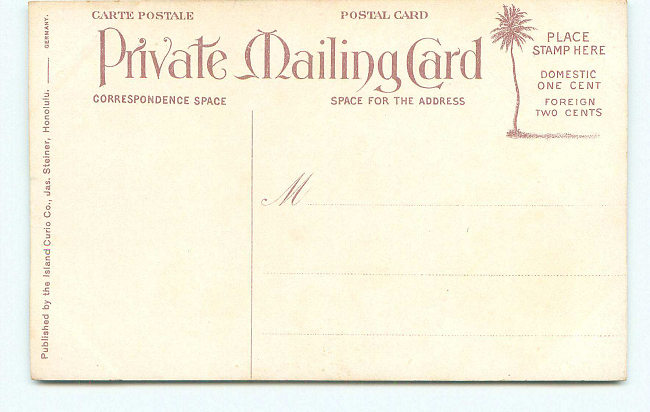 CARTE POSTALE
POSTAL CARD
Private Mailing Card
CORRESPONDENCE SPACE
SPACE FOR THE ADDRESS
PLACE
STAMP HERE
DOMESTIC
ONE CENT
FOREIGN
TWO CENTS
M
Published by the Island Curio Co., Jas. Steiner, Honolulu. — GERMANY.